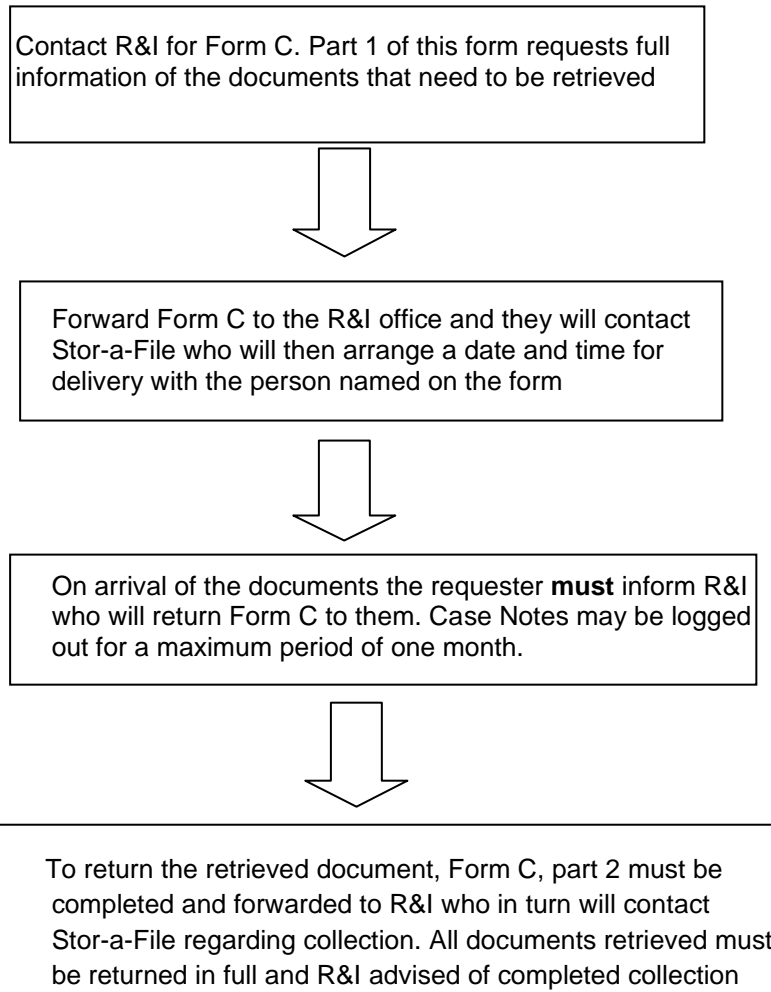 Contact R&I for Form C. Part 1 of this form requests full
information of the documents that need to be retrieved
Forward Form C to the R&I office and they will contact
Stor-a-File who will then arrange a date and time for
delivery with the person named on the form
On arrival of the documents the requester must inform R&I
who will return Form C to them. Case Notes may be logged
out for a maximum period of one month.
To return the retrieved document, Form C, part 2 must be
completed and forwarded to R&I who in turn will contact
Stor-a-File regarding collection. All documents retrieved must
be returned in full and R&I advised of completed collection